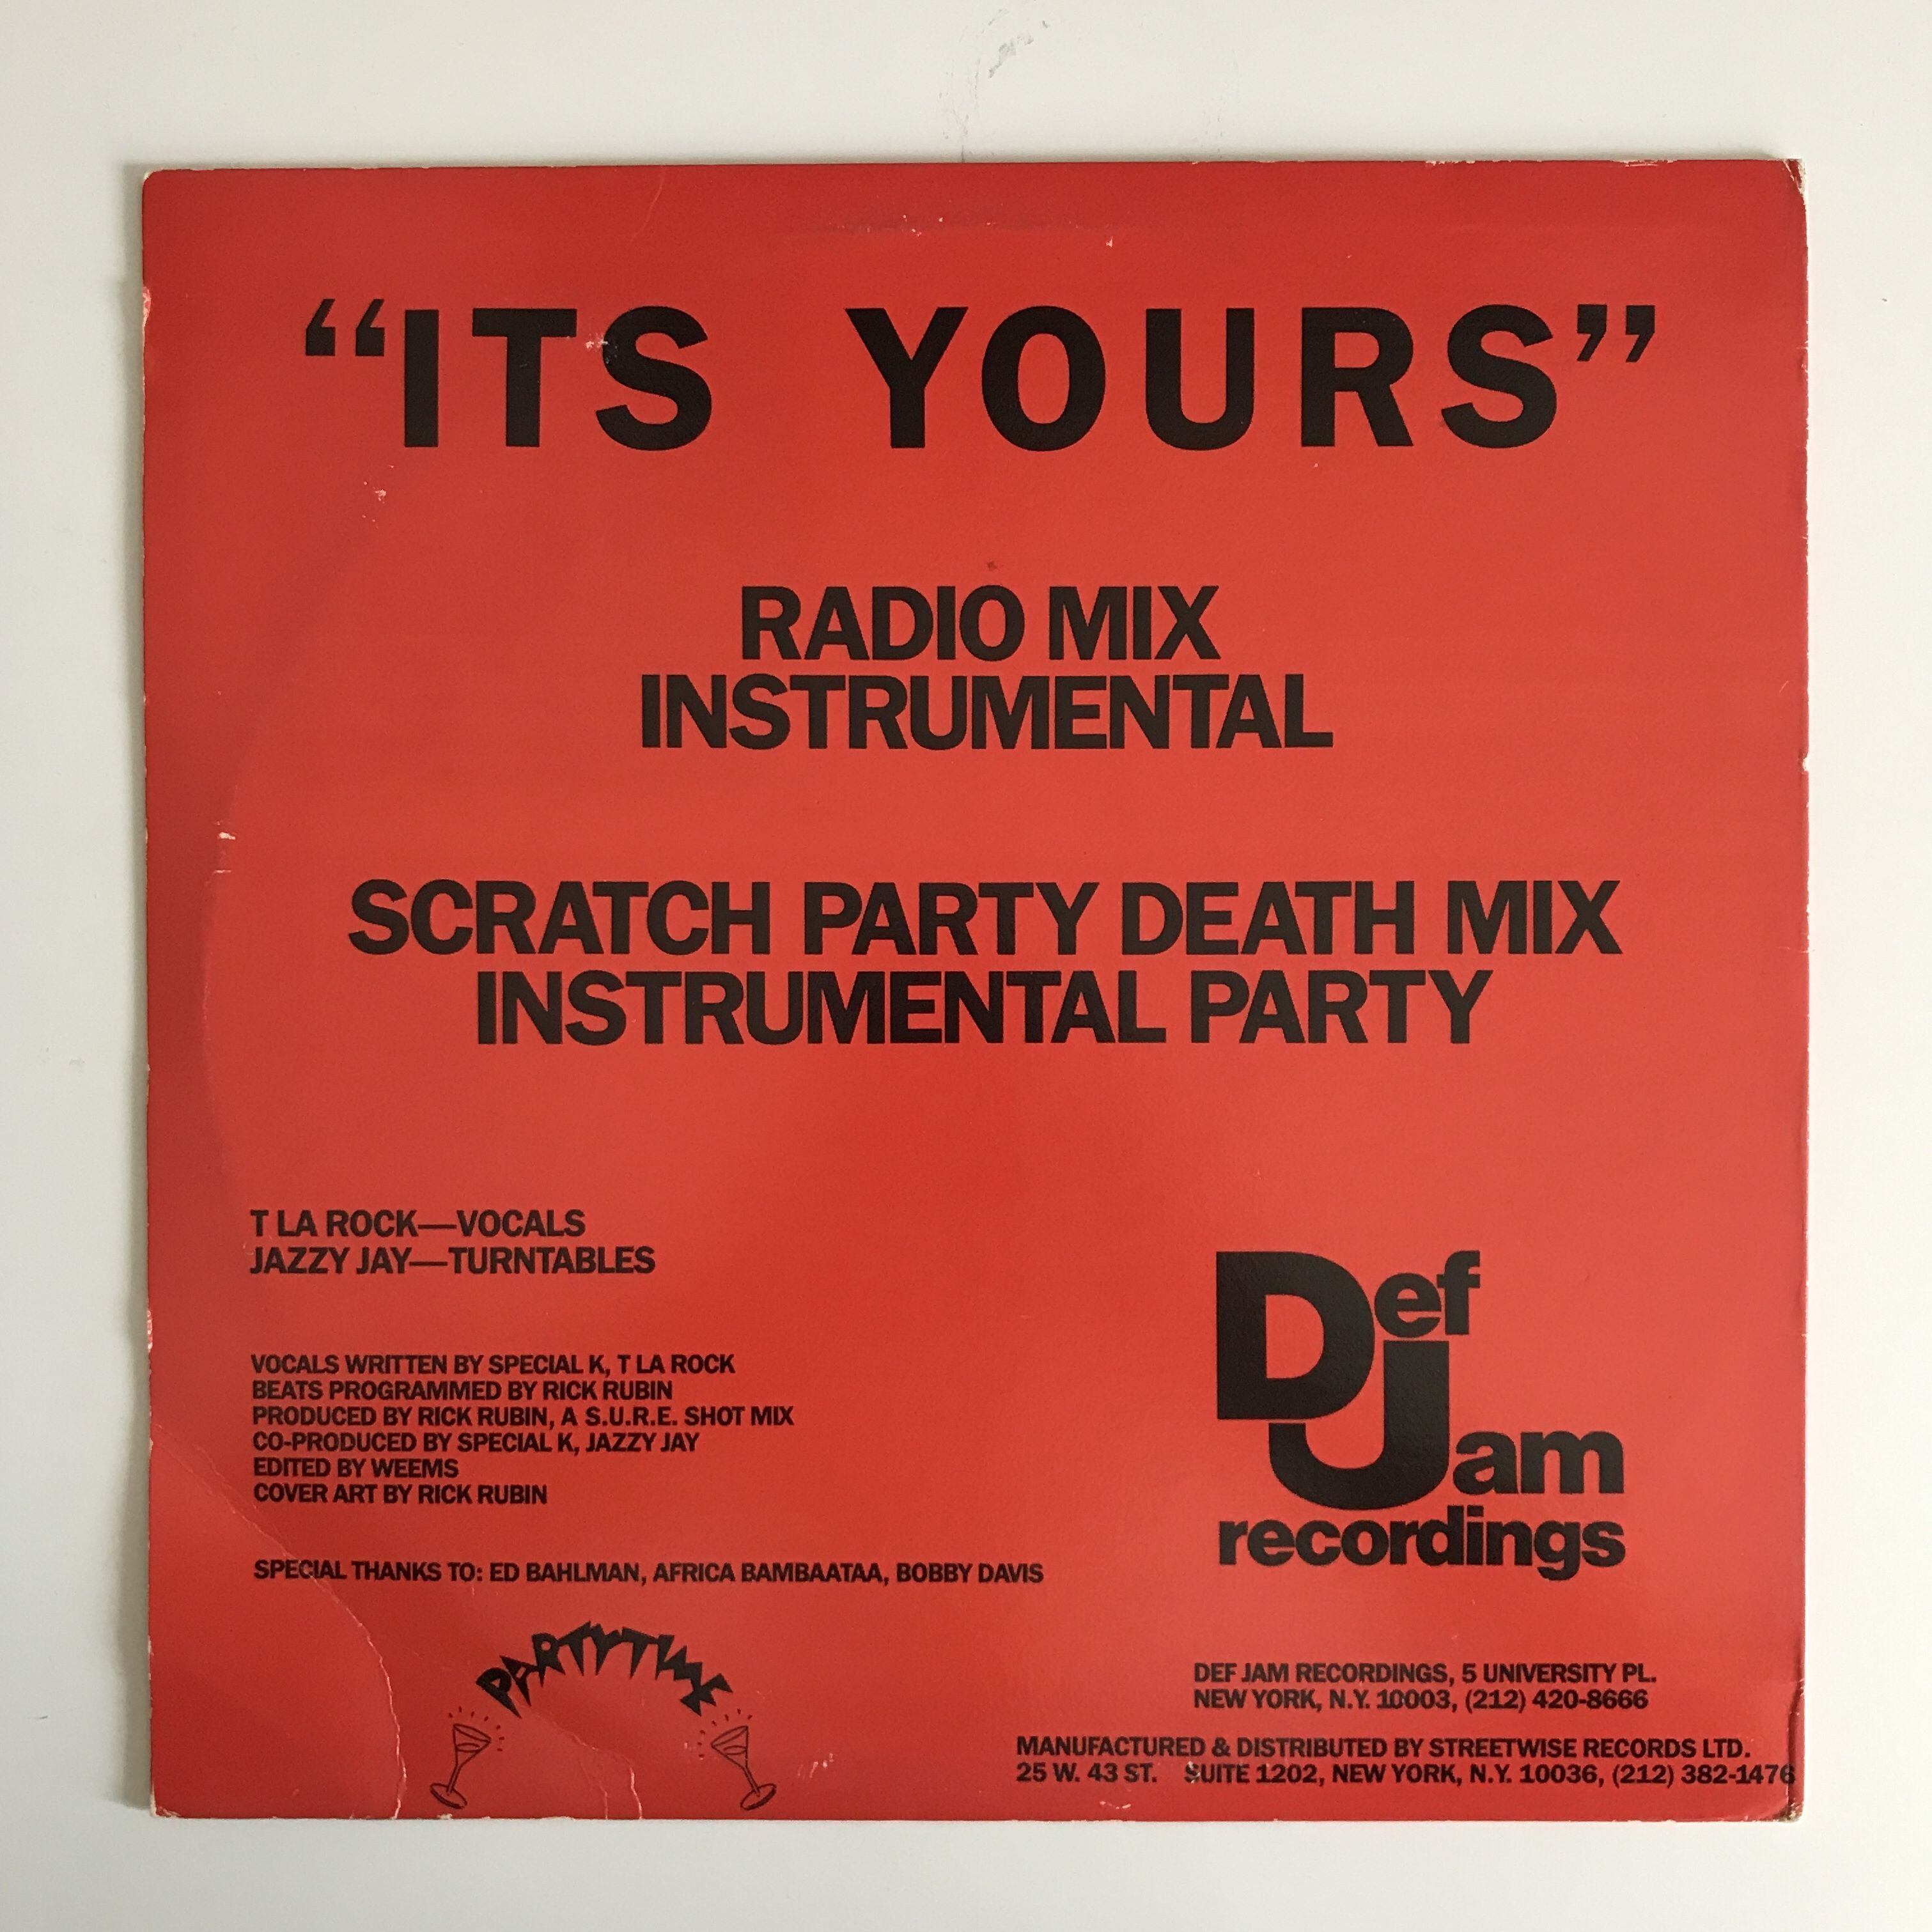 “ITS YOURS”
RADIO MIX
INSTRUMENTAL
SCRATCH PARTY DEATH MIX
INSTRUMENTAL PARTY
T LA ROCK—VOCALS
JAZZY JAY—TURNTABLES
VOCALS WRITTEN BY SPECIAL K, T LA ROCK
BEATS PROGRAMMED BY RICK RUBIN
PRODUCED BY RICK RUBIN, A S.U.R.E. SHOT MIX
CO-PRODUCED BY SPECIAL K, JAZZY JAY
EDITED BY WEEMS
COVER ART BY RICK RUBIN
SPECIAL THANKS TO: ED BAHLMAN, AFRICA BAMBAATAA, BOBBY DAVIS
PARTYTIME
Def
Jam
recordings
DEF JAM RECORDINGS, 5 UNIVERSITY PL.
NEW YORK, N.Y. 10003, (212) 420-8666
MANUFACTURED & DISTRIBUTED BY STREETWISE RECORDS LTD.
25 W. 43 ST. SUITE 1202, NEW YORK, N.Y. 10036, (212) 382-1476